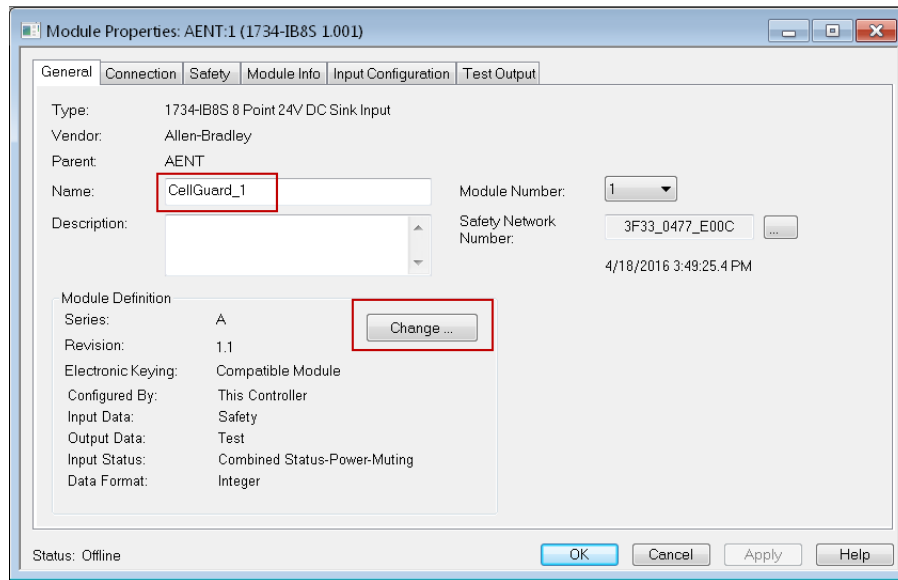 Module Properties: AENT:1 (1734-IB8S 1.001)
General Connection Safety Module Info Input Configuration Test Output
Type: 1734-IB8S 8 Point 24V DC Sink Input
Vendor: Allen-Bradley
Parent: AENT
Name: CellGuard_1 Module Number: 1
Description: Safety Network Number: 3F33_0477_E00C ...
4/18/2016 3:49:25.4 PM
Module Definition
Series: A Change ...
Revision: 1.1
Electronic Keying: Compatible Module
Configured By: This Controller
Input Data: Safety
Output Data: Test
Input Status: Combined Status-Power-Muting
Data Format: Integer
Status: Offline OK Cancel Apply Help